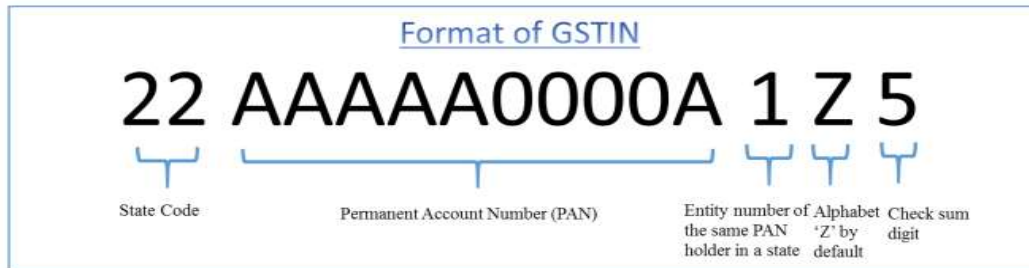 Format of GSTIN
22 AAAAA0000A 1 Z 5
State Code
Permanent Account Number (PAN)
Entity number of
the same PAN
holder in a state
Alphabet
‘Z’ by
default
Check sum
digit